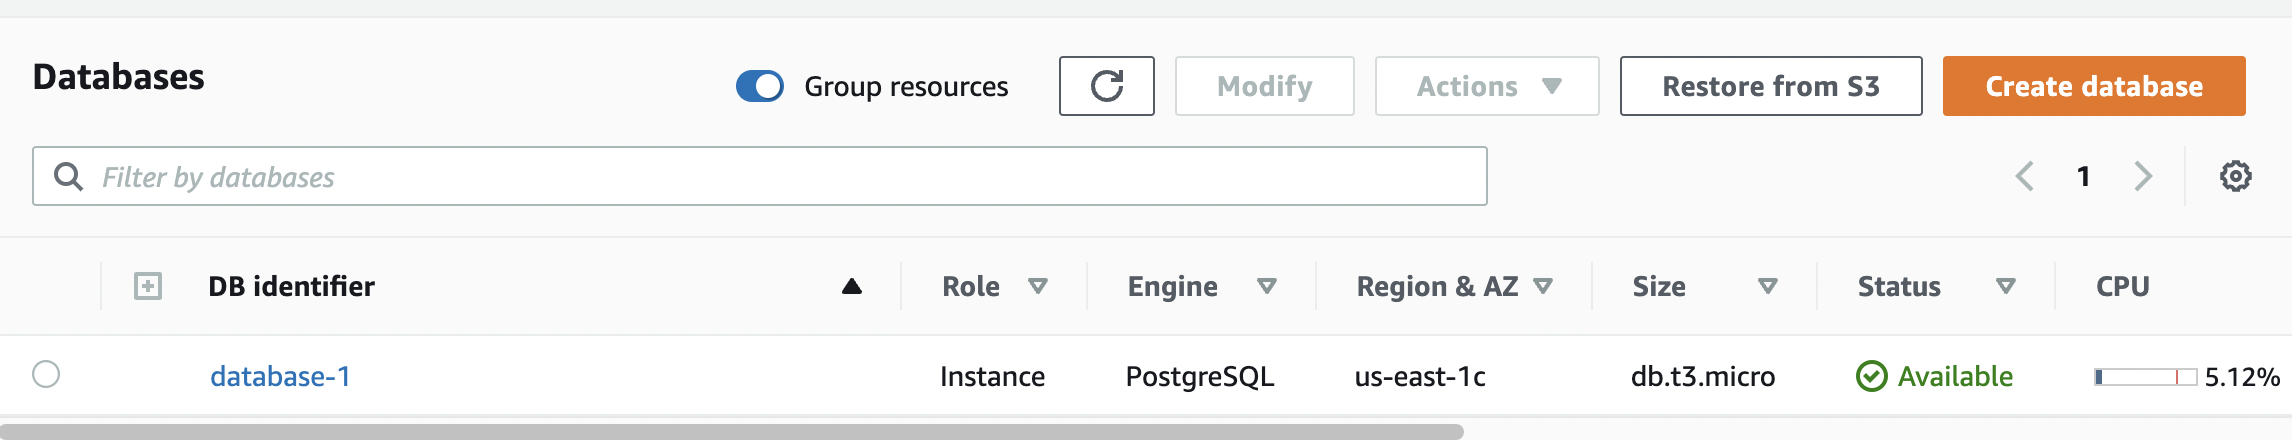 Databases
Group resources
Modify
Actions
Restore from S3
Create database
Filter by databases
1
DB identifier Role Engine Region & AZ Size Status CPU
database-1 Instance PostgreSQL us-east-1c db.t3.micro Available 5.12%